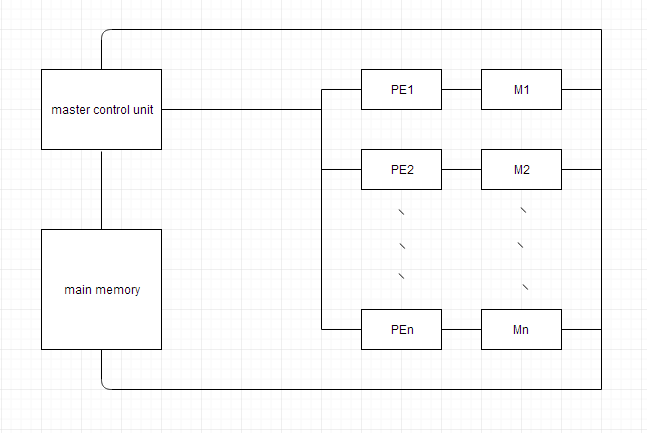 master control unit
PE1
M1
PE2
M2
main memory
PEn
Mn